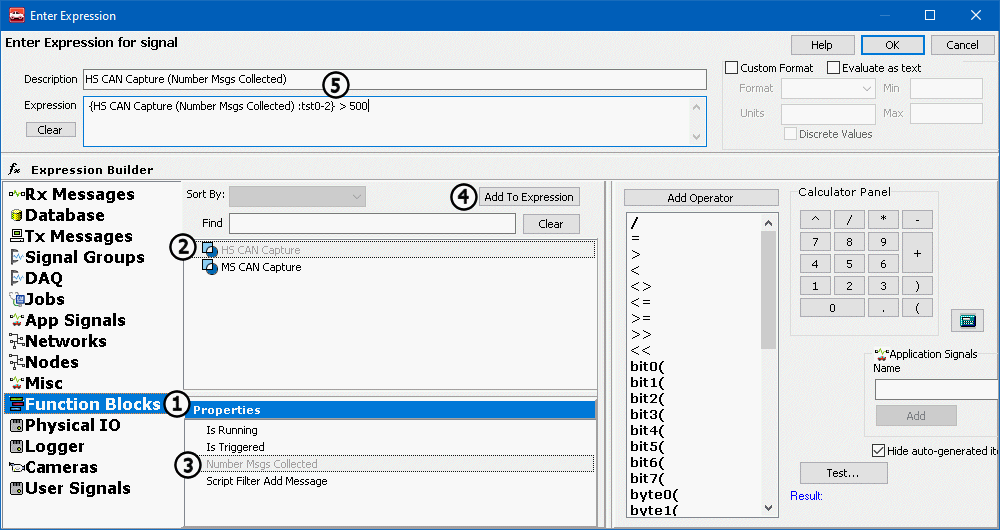 Enter Expression
Enter Expression for signal
Help
OK
Cancel
Description
HS CAN Capture (Number Msgs Collected)
5
Expression
{HS CAN Capture (Number Msgs Collected) :tst0-2} > 500
Clear
Custom Format
Evaluate as text
Format
Min
Units
Max
Discrete Values
fx Expression Builder
Rx Messages
Database
Tx Messages
Signal Groups
DAQ
Jobs
App Signals
Networks
Nodes
Misc
Function Blocks
1
Physical IO
Logger
Cameras
User Signals
Sort By:
4
Add To Expression
Find
Clear
2
HS CAN Capture
MS CAN Capture
Properties
Is Running
Is Triggered
3
Number Msgs Collected
Script Filter Add Message
Add Operator
/
=
>
<
<>
<=
>=
>>
<<
bit0(
bit1(
bit2(
bit3(
bit4(
bit5(
bit6(
bit7(
byte0(
byte1(
Calculator Panel
^ / * -
7 8 9 +
4 5 6
1 2 3 )
0 . (
Application Signals
Name
Add
Hide auto-generated ite
Test...
Result: